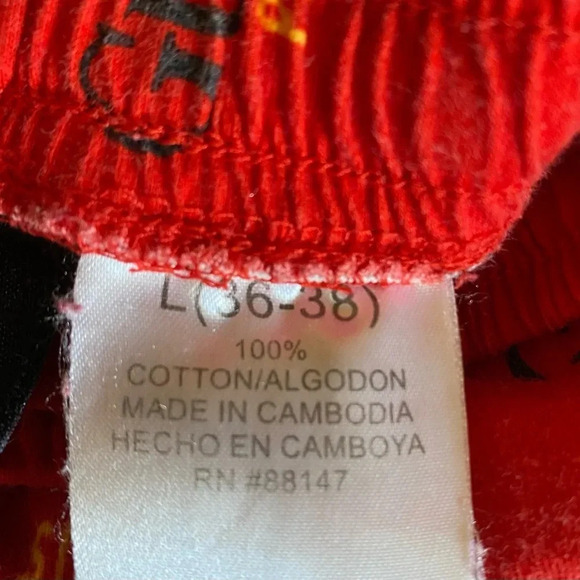 L(36-38)
100%
COTTON/ALGODON
MADE IN CAMBODIA
HECHO EN CAMBOYA
RN #88147